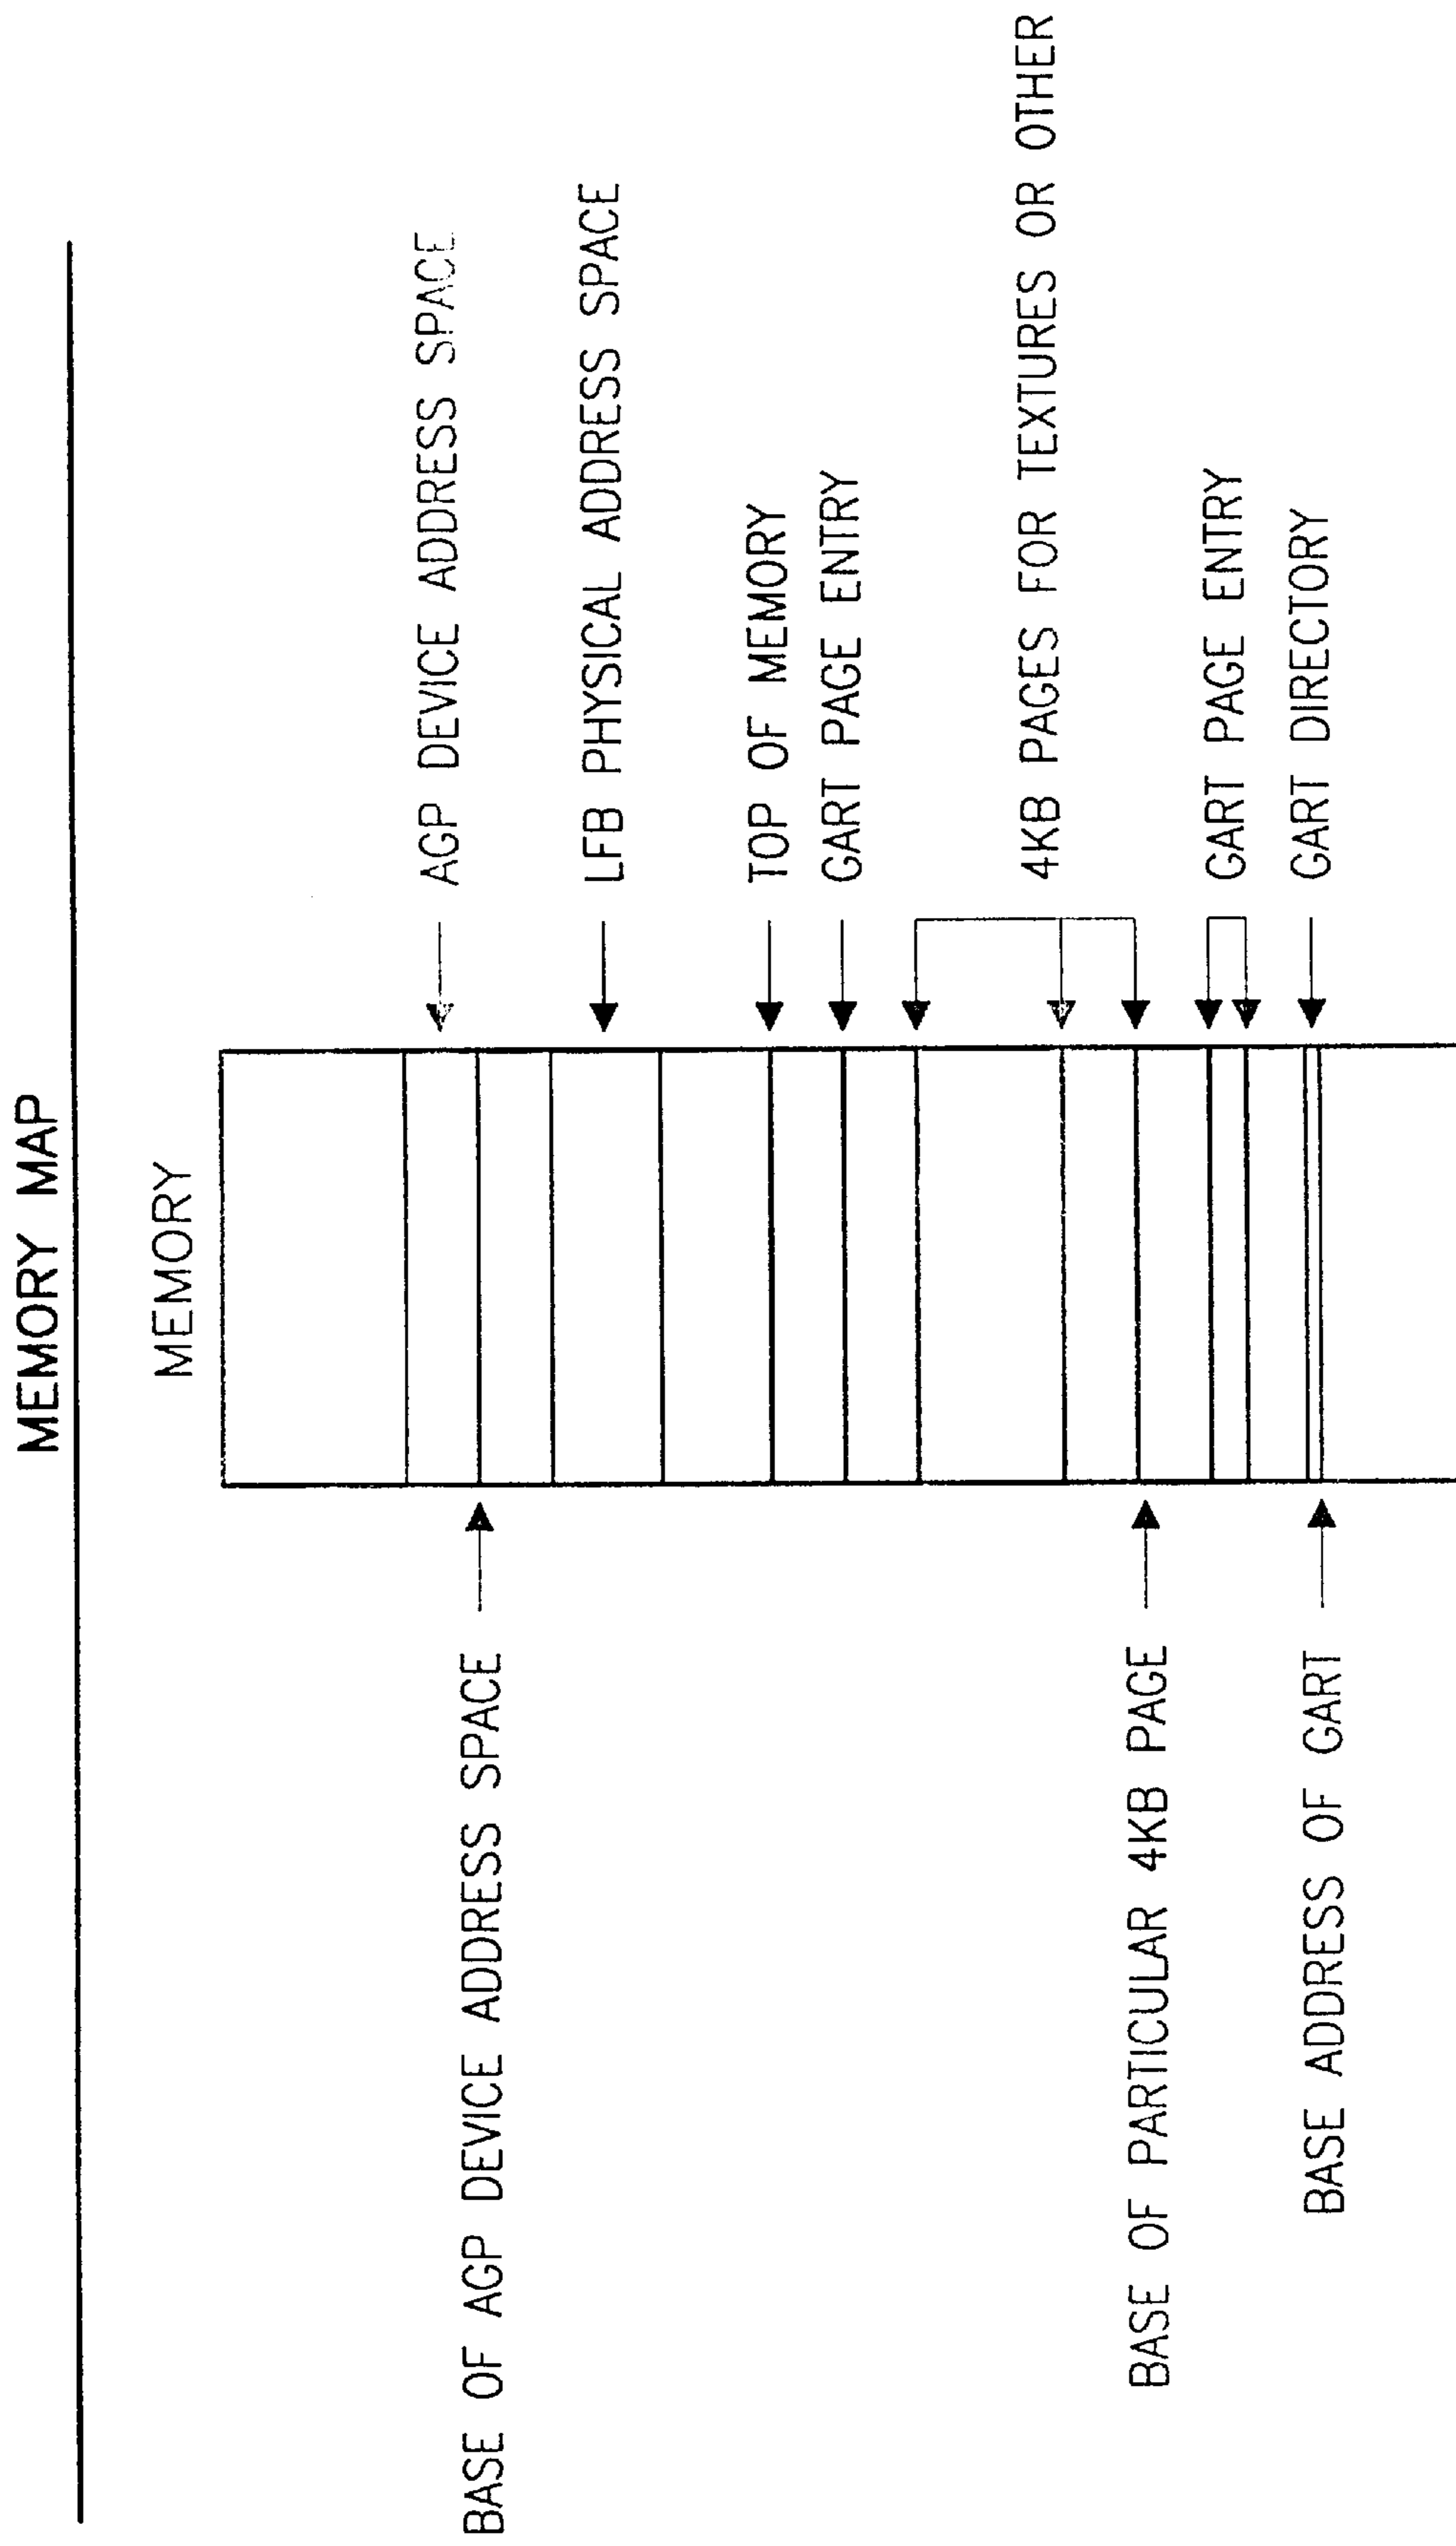 MEMORY MAP
MEMORY
AGP DEVICE ADDRESS SPACE
BASE OF AGP DEVICE ADDRESS SPACE
LFB PHYSICAL ADDRESS SPACE
TOP OF MEMORY
GART PAGE ENTRY
4KB PAGES FOR TEXTURES OR OTHER
BASE OF PARTICULAR 4KB PAGE
GART PAGE ENTRY
GART DIRECTORY
BASE ADDRESS OF GART